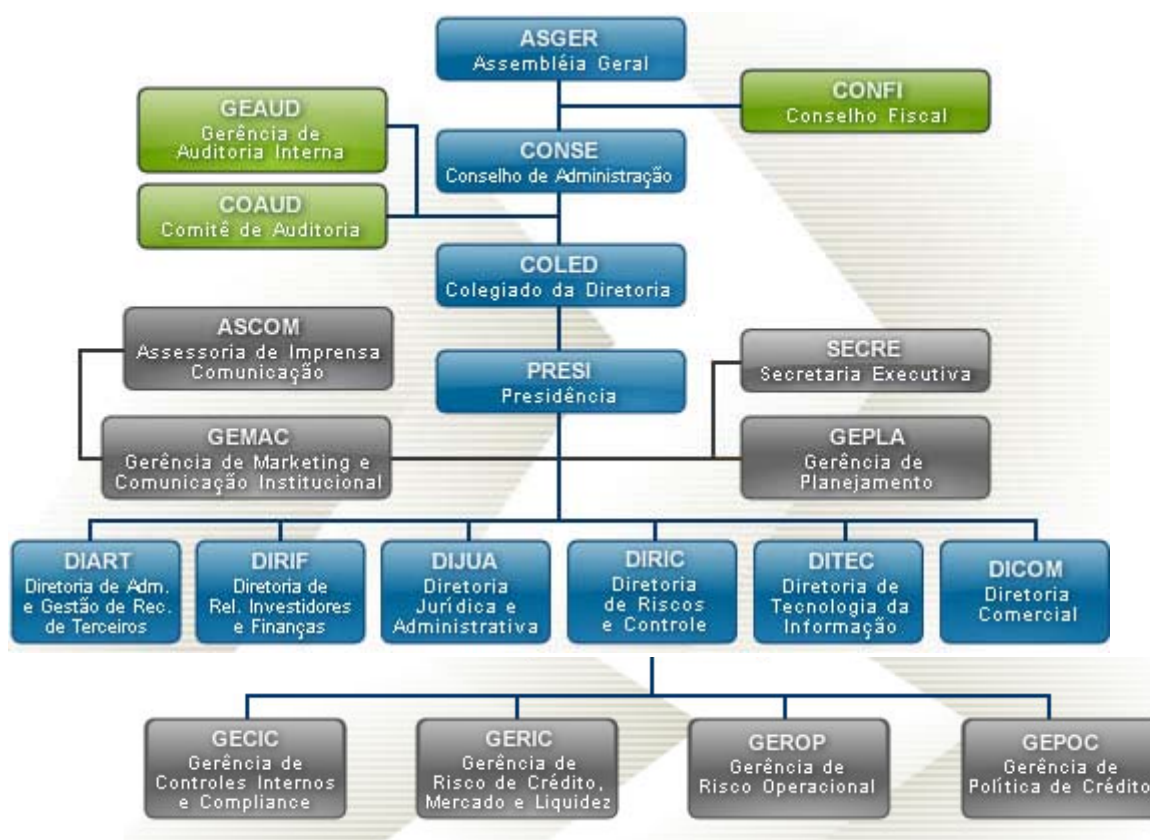 ASGER
Assembléia Geral
CONFI
Conselho Fiscal
GEAUD
Gerência de
Auditoria Interna
CONSE
Conselho de Administração
COAUD
Comitê de Auditoria
COLED
Colegiado da Diretoria
ASCOM
Assessoria de Imprensa
Comunicação
PRESI
Presidência
SECRE
Secretaria Executiva
GEMAC
Gerência de Marketing e
Comunicação Institucional
GEPLA
Gerência de
Planejamento
DIART
Diretoria de Adm.
e Gestão de Rec.
de Terceiros
DIRIF
Diretoria de
Rel. Investidores
e Finanças
DIJUA
Diretoria
Jurídica e
Administrativa
DIRIC
Diretoria
de Riscos
e Controle
DITEC
Diretoria de
Tecnologia da
Informação
DICOM
Diretoria
Comercial
GECIC
Gerência de
Controles Internos
e Compliance
GERIC
Gerência de
Risco de Crédito,
Mercado e Liquidez
GEROP
Gerência de
Risco Operacional
GEPOC
Gerência de
Política de Crédito